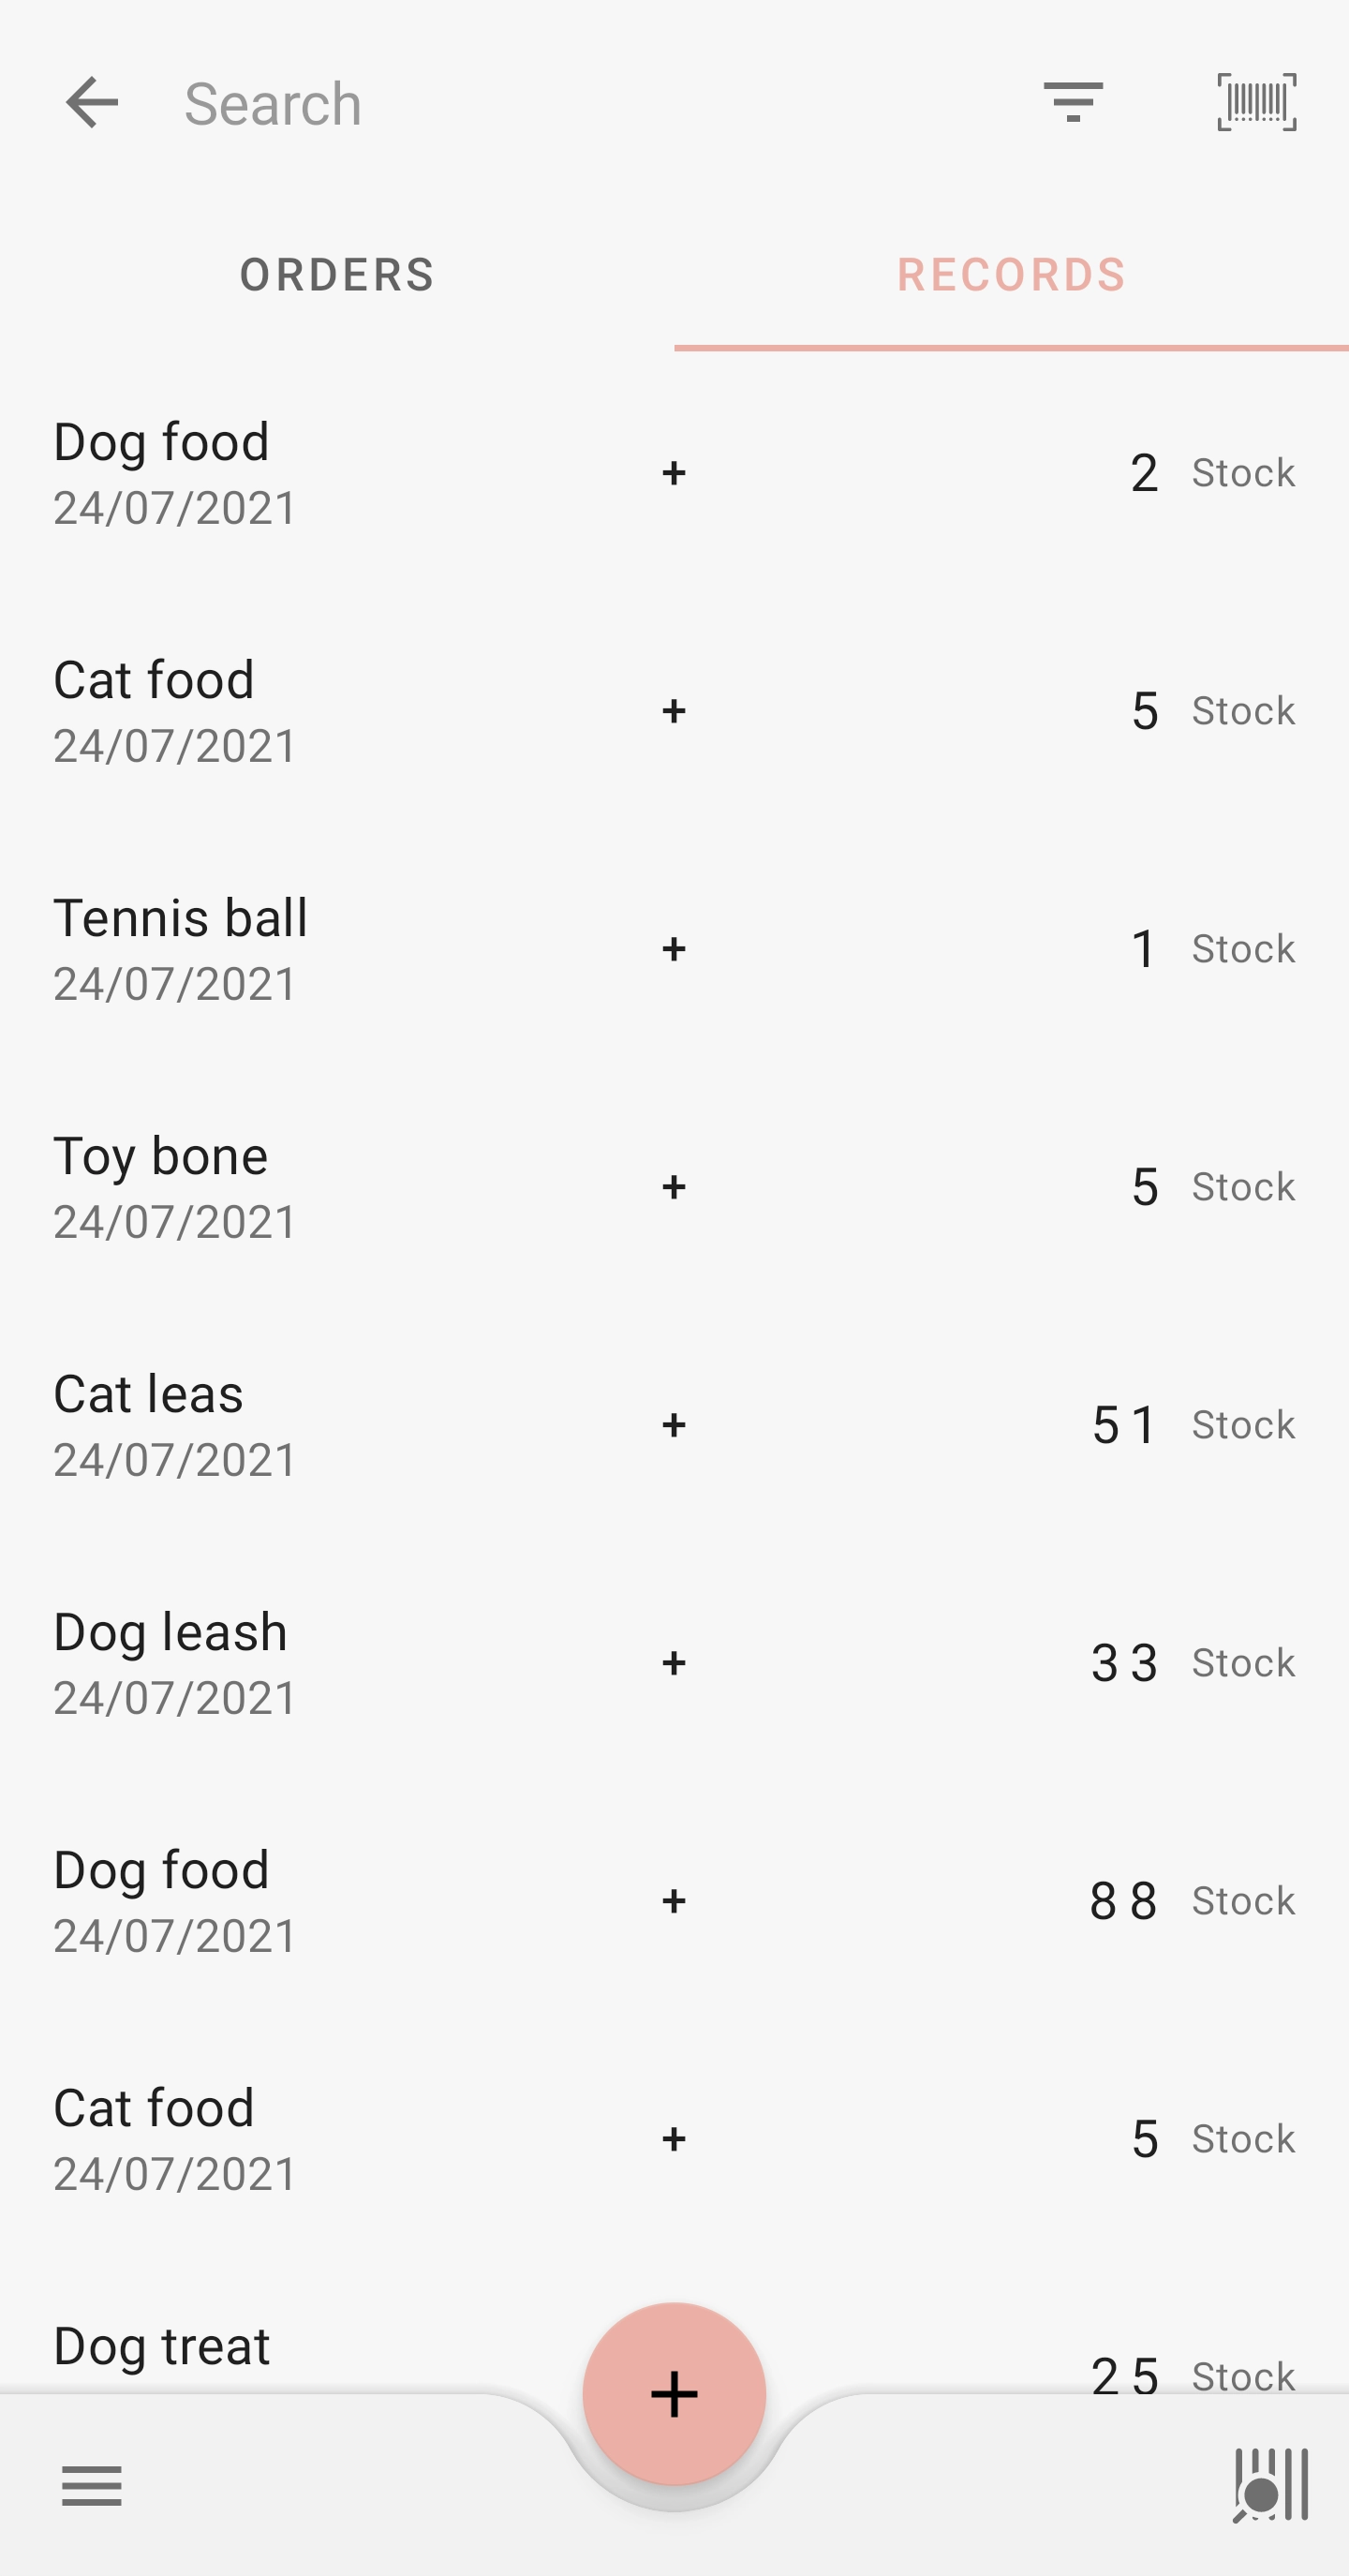 Search
ORDERS RECORDS
Dog food
24/07/2021
+ 2 Stock
Cat food
24/07/2021
+ 5 Stock
Tennis ball
24/07/2021
+ 1 Stock
Toy bone
24/07/2021
+ 5 Stock
Cat leas
24/07/2021
+ 51 Stock
Dog leash
24/07/2021
+ 33 Stock
Dog food
24/07/2021
+ 88 Stock
Cat food
24/07/2021
+ 5 Stock
Dog treat
25 Stock